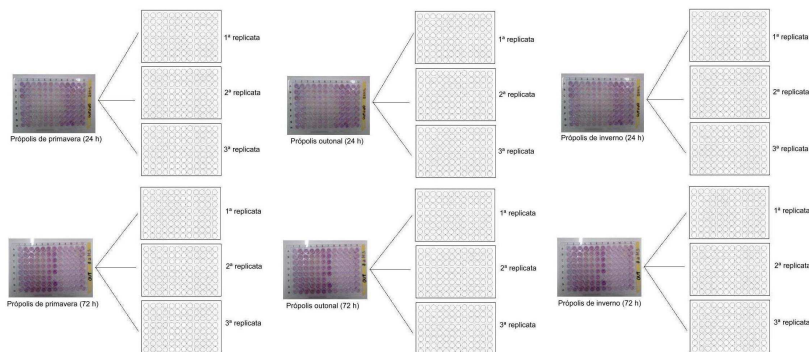 1ª replicata
2ª replicata
3ª replicata
Própolis de primavera (24 h)
1ª replicata
2ª replicata
3ª replicata
Própolis outonal (24 h)
1ª replicata
2ª replicata
3ª replicata
Própolis de inverno (24 h)
1ª replicata
2ª replicata
3ª replicata
Própolis de primavera (72 h)
1ª replicata
2ª replicata
3ª replicata
Própolis outonal (72 h)
1ª replicata
2ª replicata
3ª replicata
Própolis de inverno (72 h)